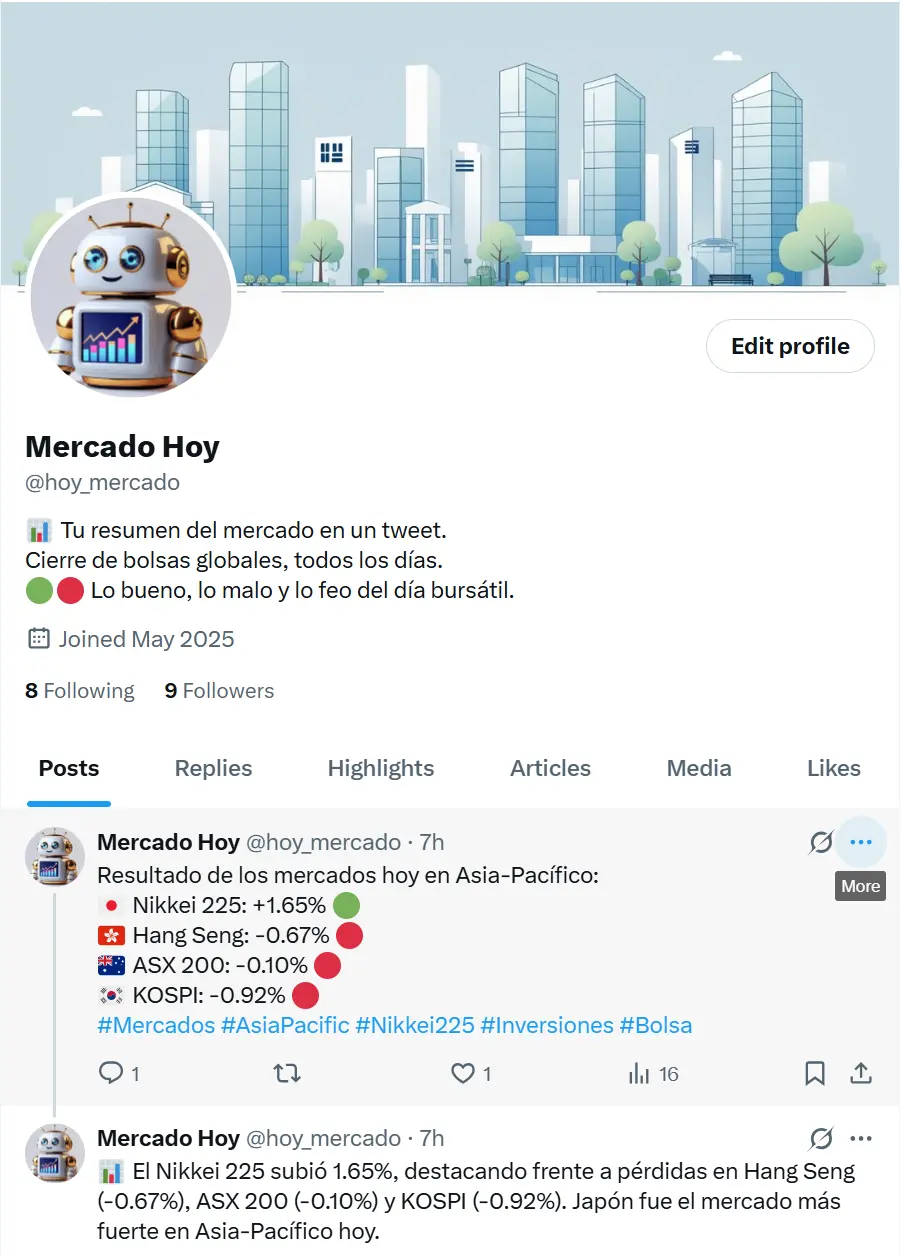 Edit profile
Mercado Hoy
@hoy_mercado
📊 Tu resumen del mercado en un tweet.
Cierre de bolsas globales, todos los días.
🟢🔴 Lo bueno, lo malo y lo feo del día bursátil.
Joined May 2025
8 Following 9 Followers
Posts Replies Highlights Articles Media Likes
Mercado Hoy @hoy_mercado · 7h
More
Resultado de los mercados hoy en Asia-Pacífico:
🇯🇵 Nikkei 225: +1.65% 🟢
🇭🇰 Hang Seng: -0.67% 🔴
🇦🇺 ASX 200: -0.10% 🔴
🇰🇷 KOSPI: -0.92% 🔴
#Mercados #AsiaPacific #Nikkei225 #Inversiones #Bolsa
1 1 16
Mercado Hoy @hoy_mercado · 7h
📊 El Nikkei 225 subió 1.65%, destacando frente a pérdidas en Hang Seng
(-0.67%), ASX 200 (-0.10%) y KOSPI (-0.92%). Japón fue el mercado más
fuerte en Asia-Pacífico hoy.